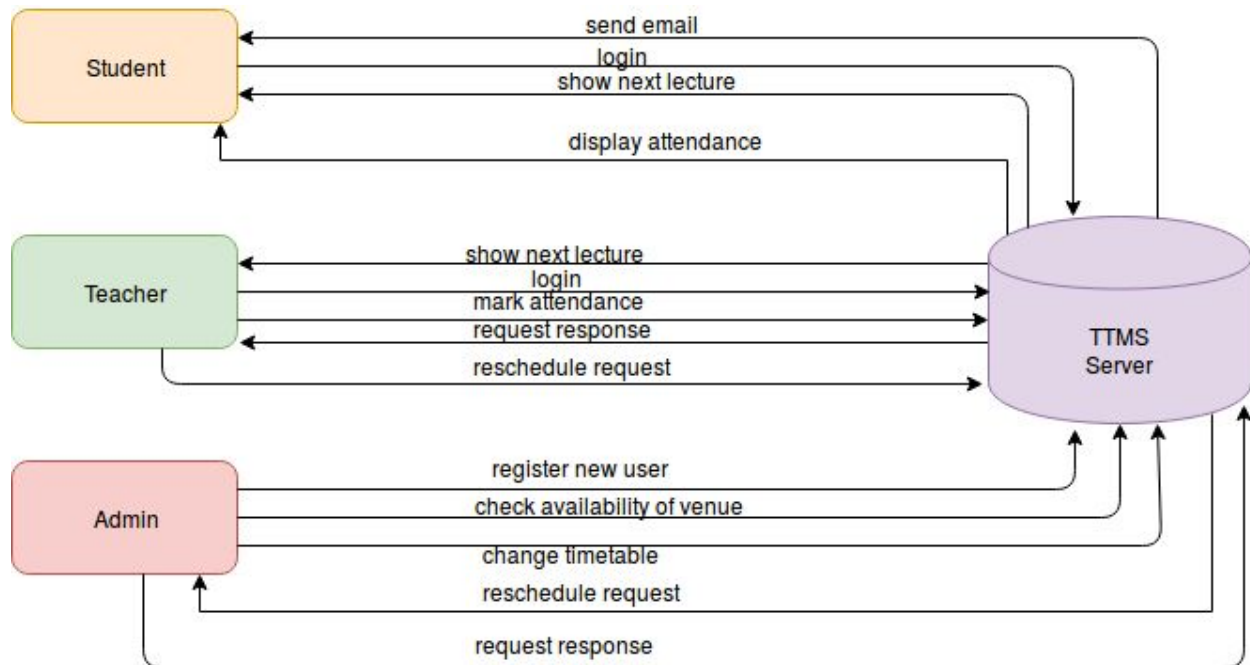 send email
login
Student
show next lecture
display attendance
show next lecture
login
Teacher
mark attendance
request response
TTMS
Server
reschedule request
register new user
check availability of venue
Admin
change timetable
reschedule request
request response